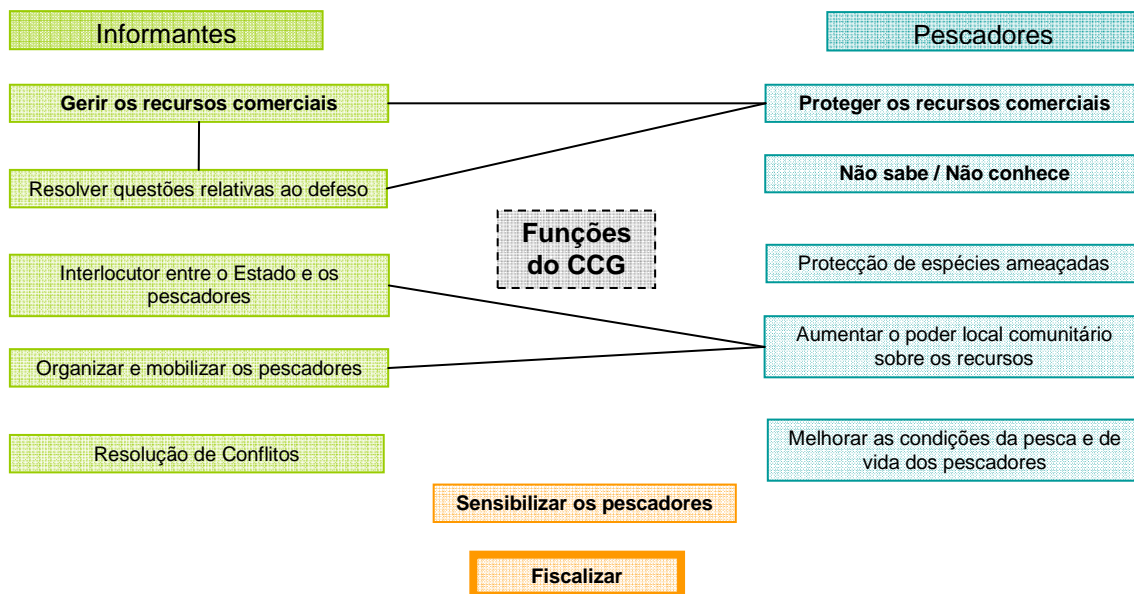 Informantes
Gerir os recursos comerciais
Resolver questões relativas ao defeso
Interlocutor entre o Estado e os
pescadores
Organizar e mobilizar os pescadores
Resolução de Conflitos
Funções
do CCG
Sensibilizar os pescadores
Fiscalizar
Pescadores
Proteger os recursos comerciais
Não sabe / Não conhece
Protecção de espécies ameaçadas
Aumentar o poder local comunitário
sobre os recursos
Melhorar as condições da pesca e de
vida dos pescadores